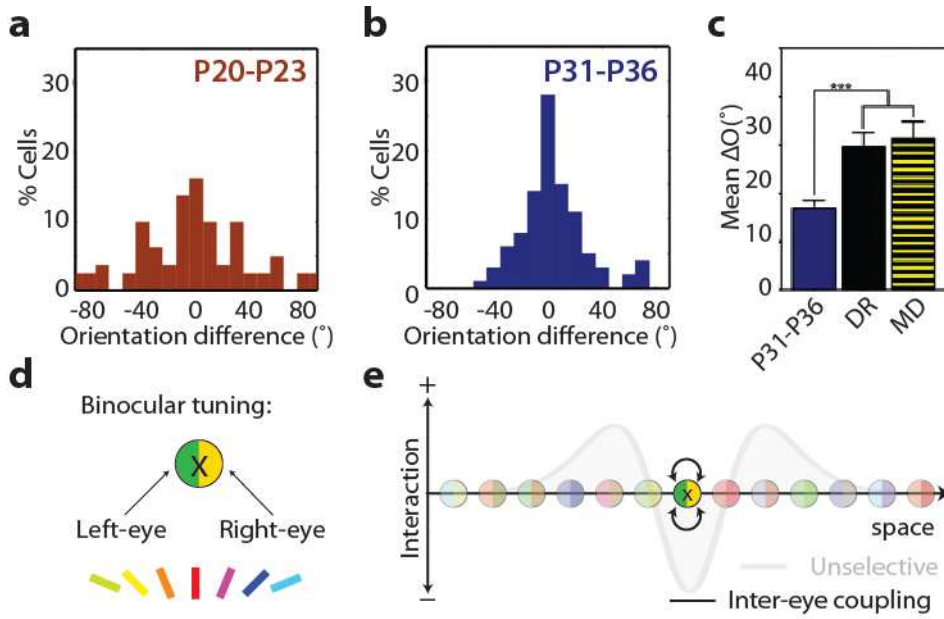 a
P20-P23
% Cells
30
20
10
0
-80 -40 0 40 80
Orientation difference (°)
b
P31-P36
% Cells
30
20
10
0
-80 -40 0 40 80
Orientation difference (°)
c
***
Mean ΔO(°)
40
30
20
10
0
P31-P36
DR
MD
d
Binocular tuning:
X
Left-eye
Right-eye
e
+
Interaction
−
X
space
Unselective
Inter-eye coupling